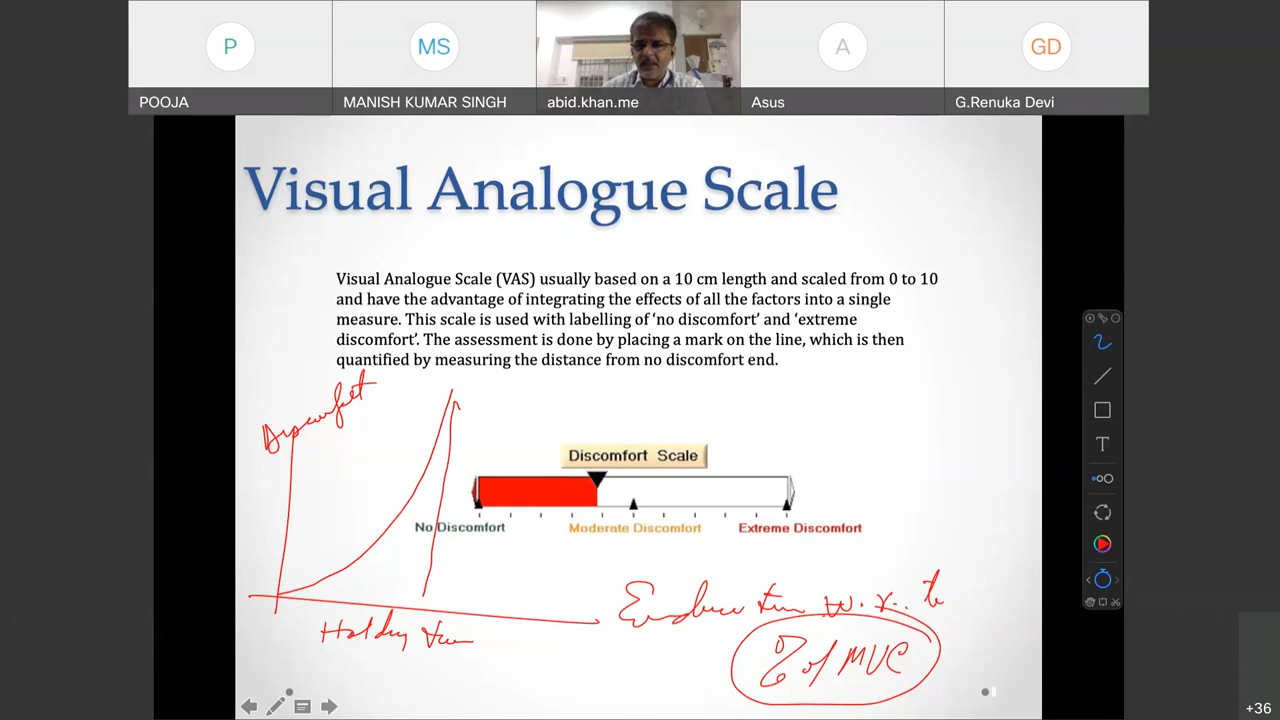 P
MS
A
GD
POOJA
MANISH KUMAR SINGH
abid.khan.me
Asus
G.Renuka Devi
Visual Analogue Scale
Visual Analogue Scale (VAS) usually based on a 10 cm length and scaled from 0 to 10
and have the advantage of integrating the effects of all the factors into a single
measure. This scale is used with labelling of ‘no discomfort’ and ‘extreme
discomfort’. The assessment is done by placing a mark on the line, which is then
quantified by measuring the distance from no discomfort end.
Discomfort
Discomfort Scale
No Discomfort
Moderate Discomfort
Extreme Discomfort
w.r. to
Holding
% of MVC
T
+36